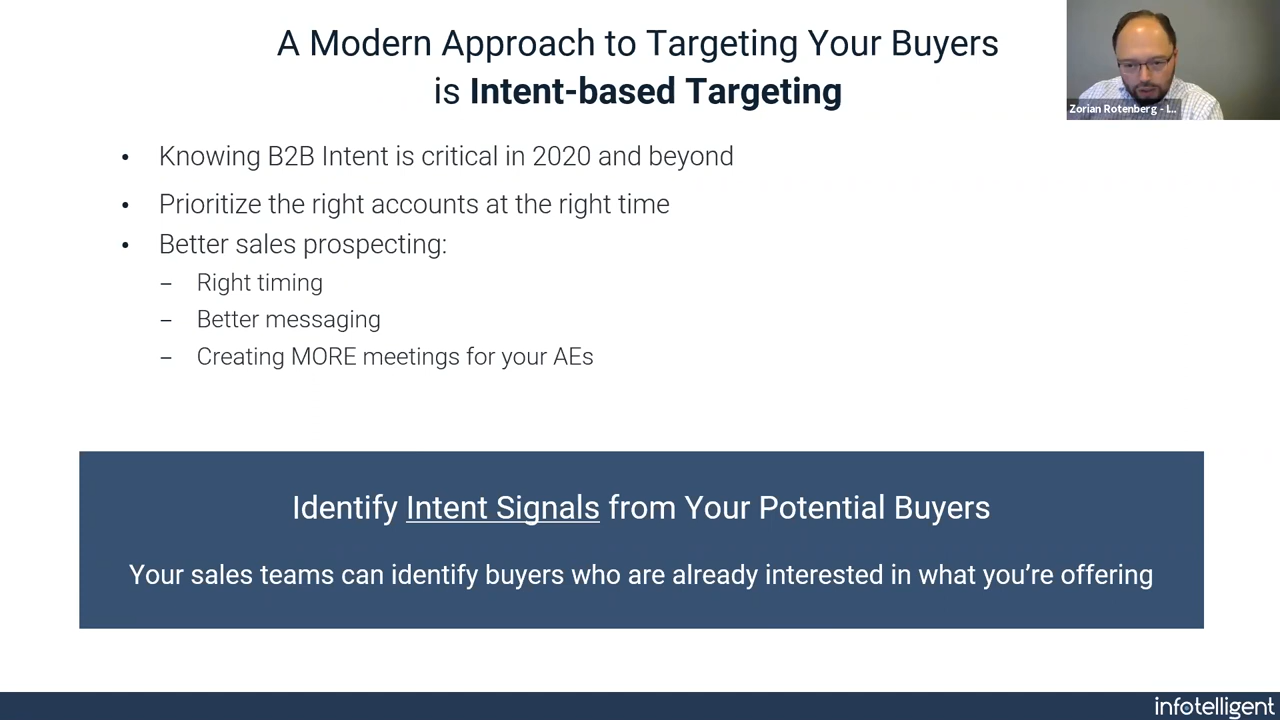 A Modern Approach to Targeting Your Buyers
is Intent-based Targeting
Zorian Rotenberg - I...
• Knowing B2B Intent is critical in 2020 and beyond
• Prioritize the right accounts at the right time
• Better sales prospecting:
– Right timing
– Better messaging
– Creating MORE meetings for your AEs
Identify Intent Signals from Your Potential Buyers
Your sales teams can identify buyers who are already interested in what you're offering
infotelligent